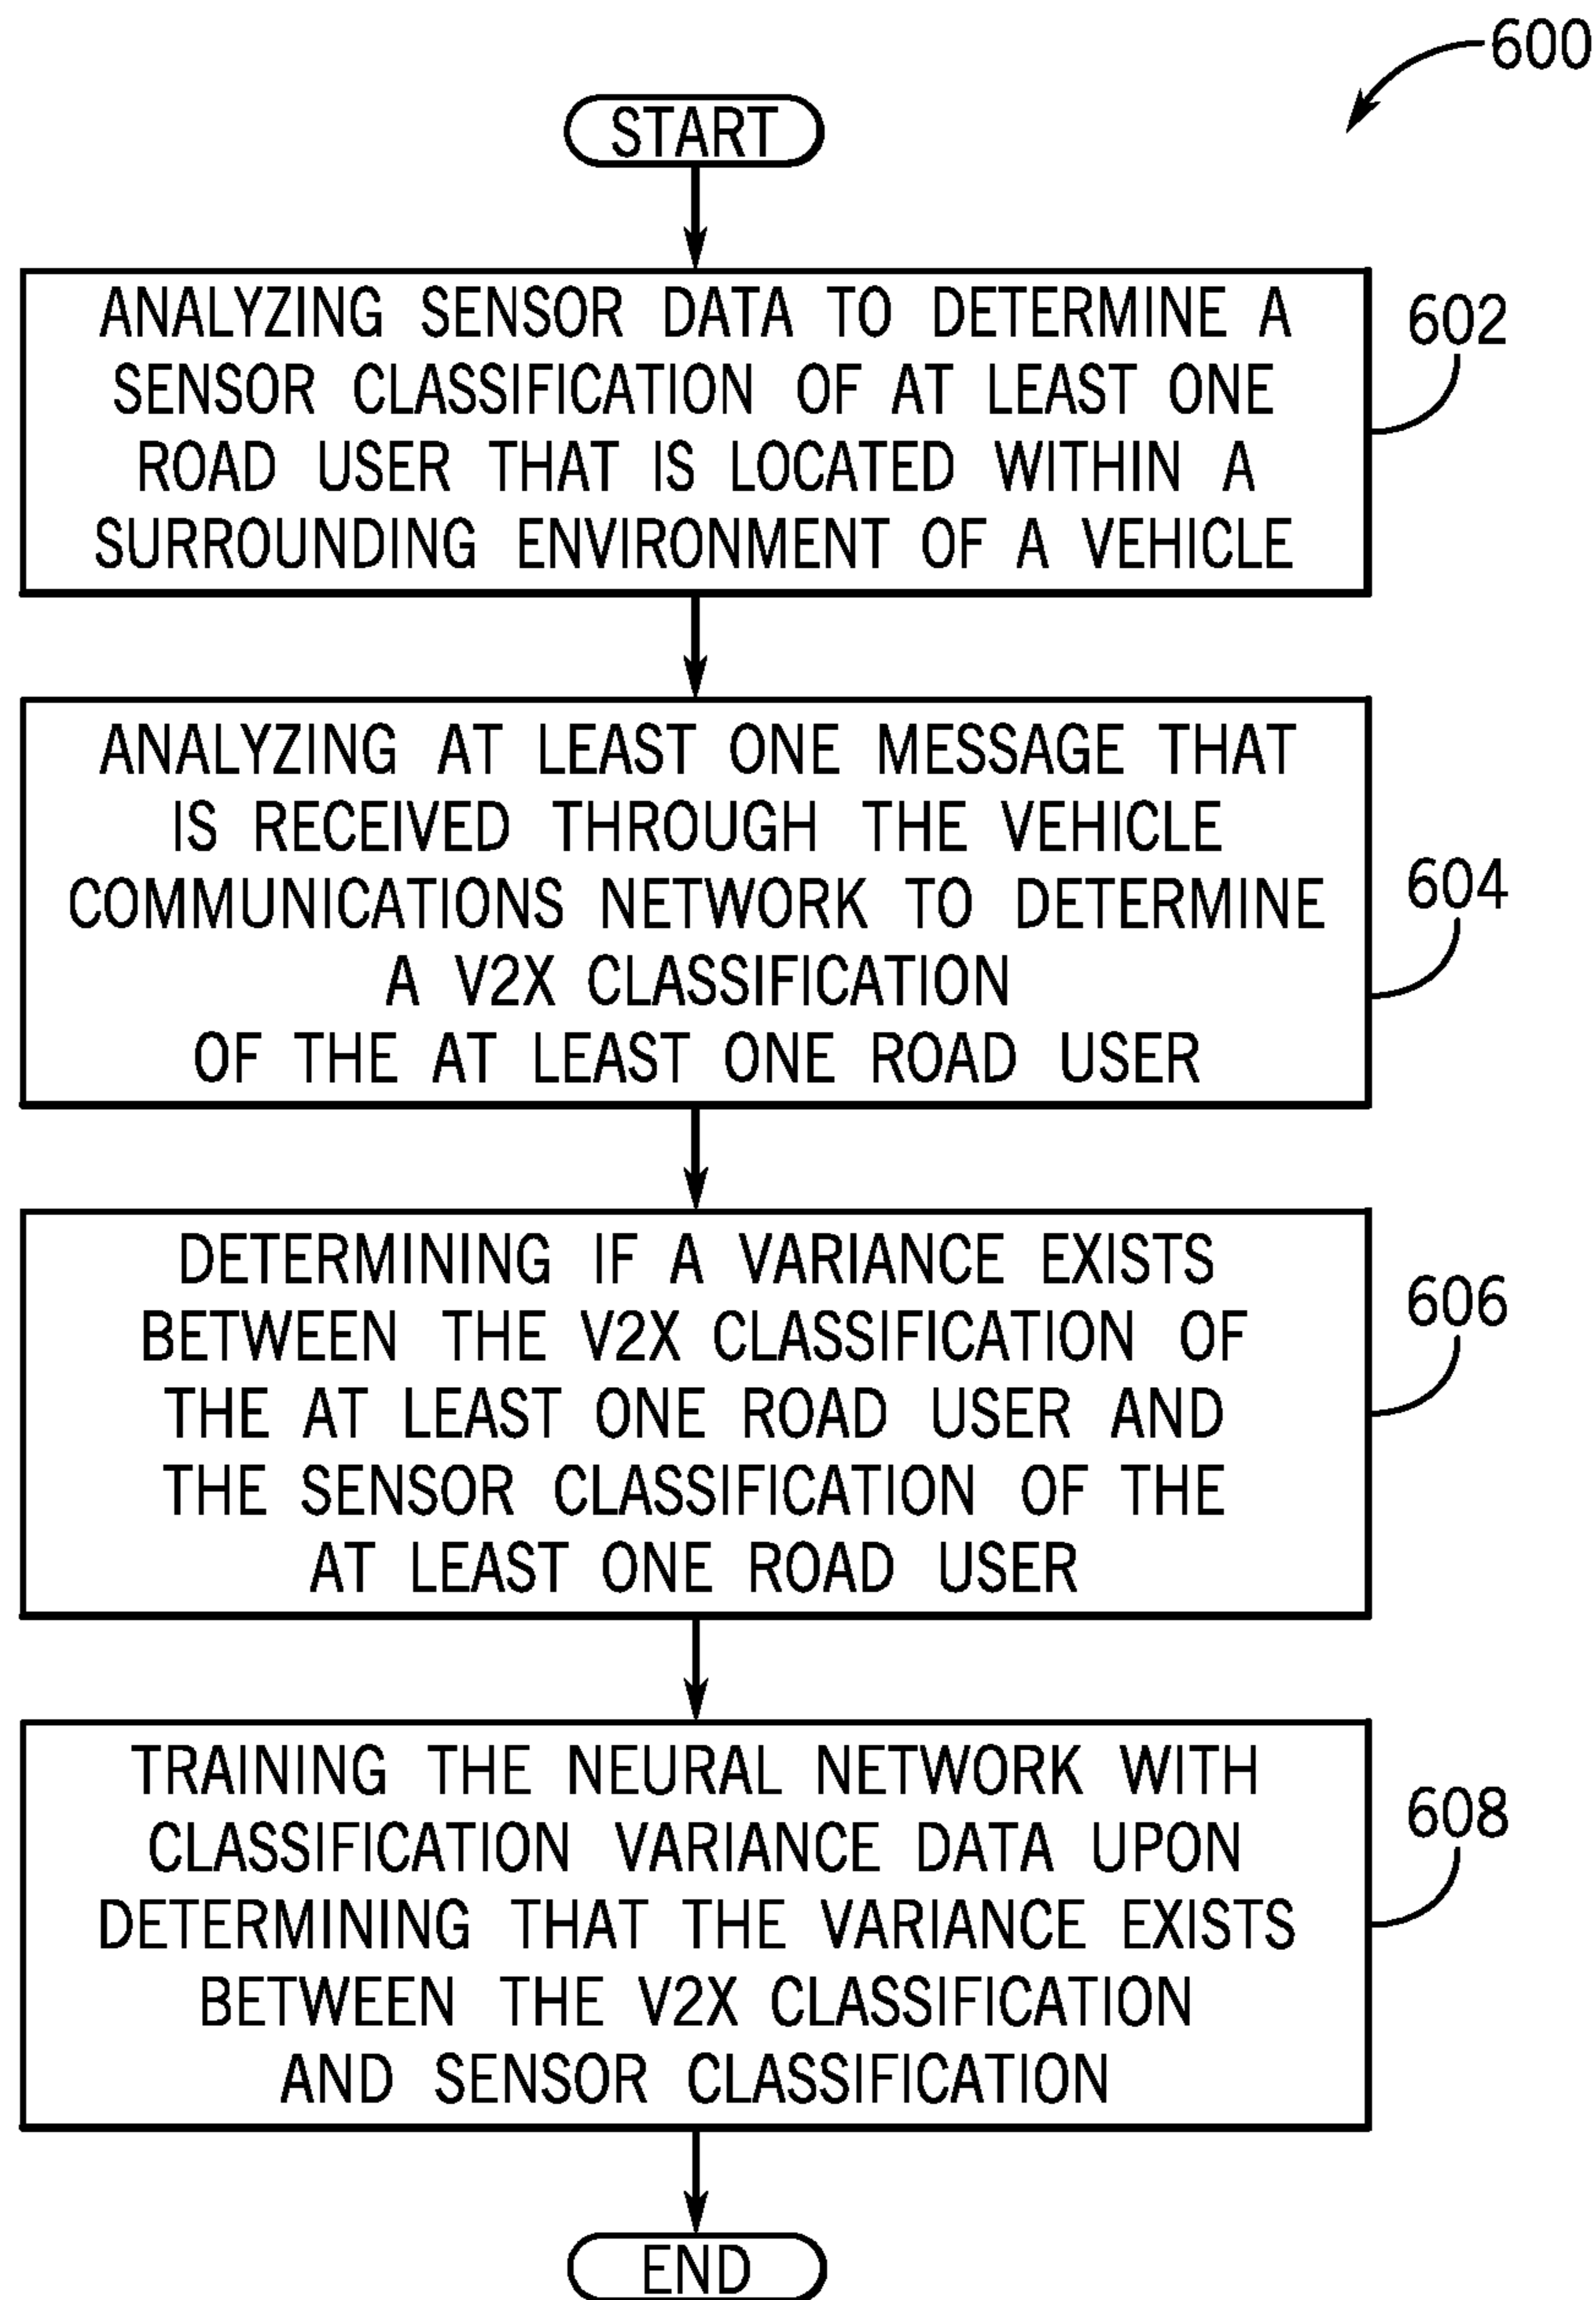 600
START
ANALYZING SENSOR DATA TO DETERMINE A
SENSOR CLASSIFICATION OF AT LEAST ONE
ROAD USER THAT IS LOCATED WITHIN A
SURROUNDING ENVIRONMENT OF A VEHICLE
602
ANALYZING AT LEAST ONE MESSAGE THAT
IS RECEIVED THROUGH THE VEHICLE
COMMUNICATIONS NETWORK TO DETERMINE
A V2X CLASSIFICATION
OF THE AT LEAST ONE ROAD USER
604
DETERMINING IF A VARIANCE EXISTS
BETWEEN THE V2X CLASSIFICATION OF
THE AT LEAST ONE ROAD USER AND
THE SENSOR CLASSIFICATION OF THE
AT LEAST ONE ROAD USER
606
TRAINING THE NEURAL NETWORK WITH
CLASSIFICATION VARIANCE DATA UPON
DETERMINING THAT THE VARIANCE EXISTS
BETWEEN THE V2X CLASSIFICATION
AND SENSOR CLASSIFICATION
608
END